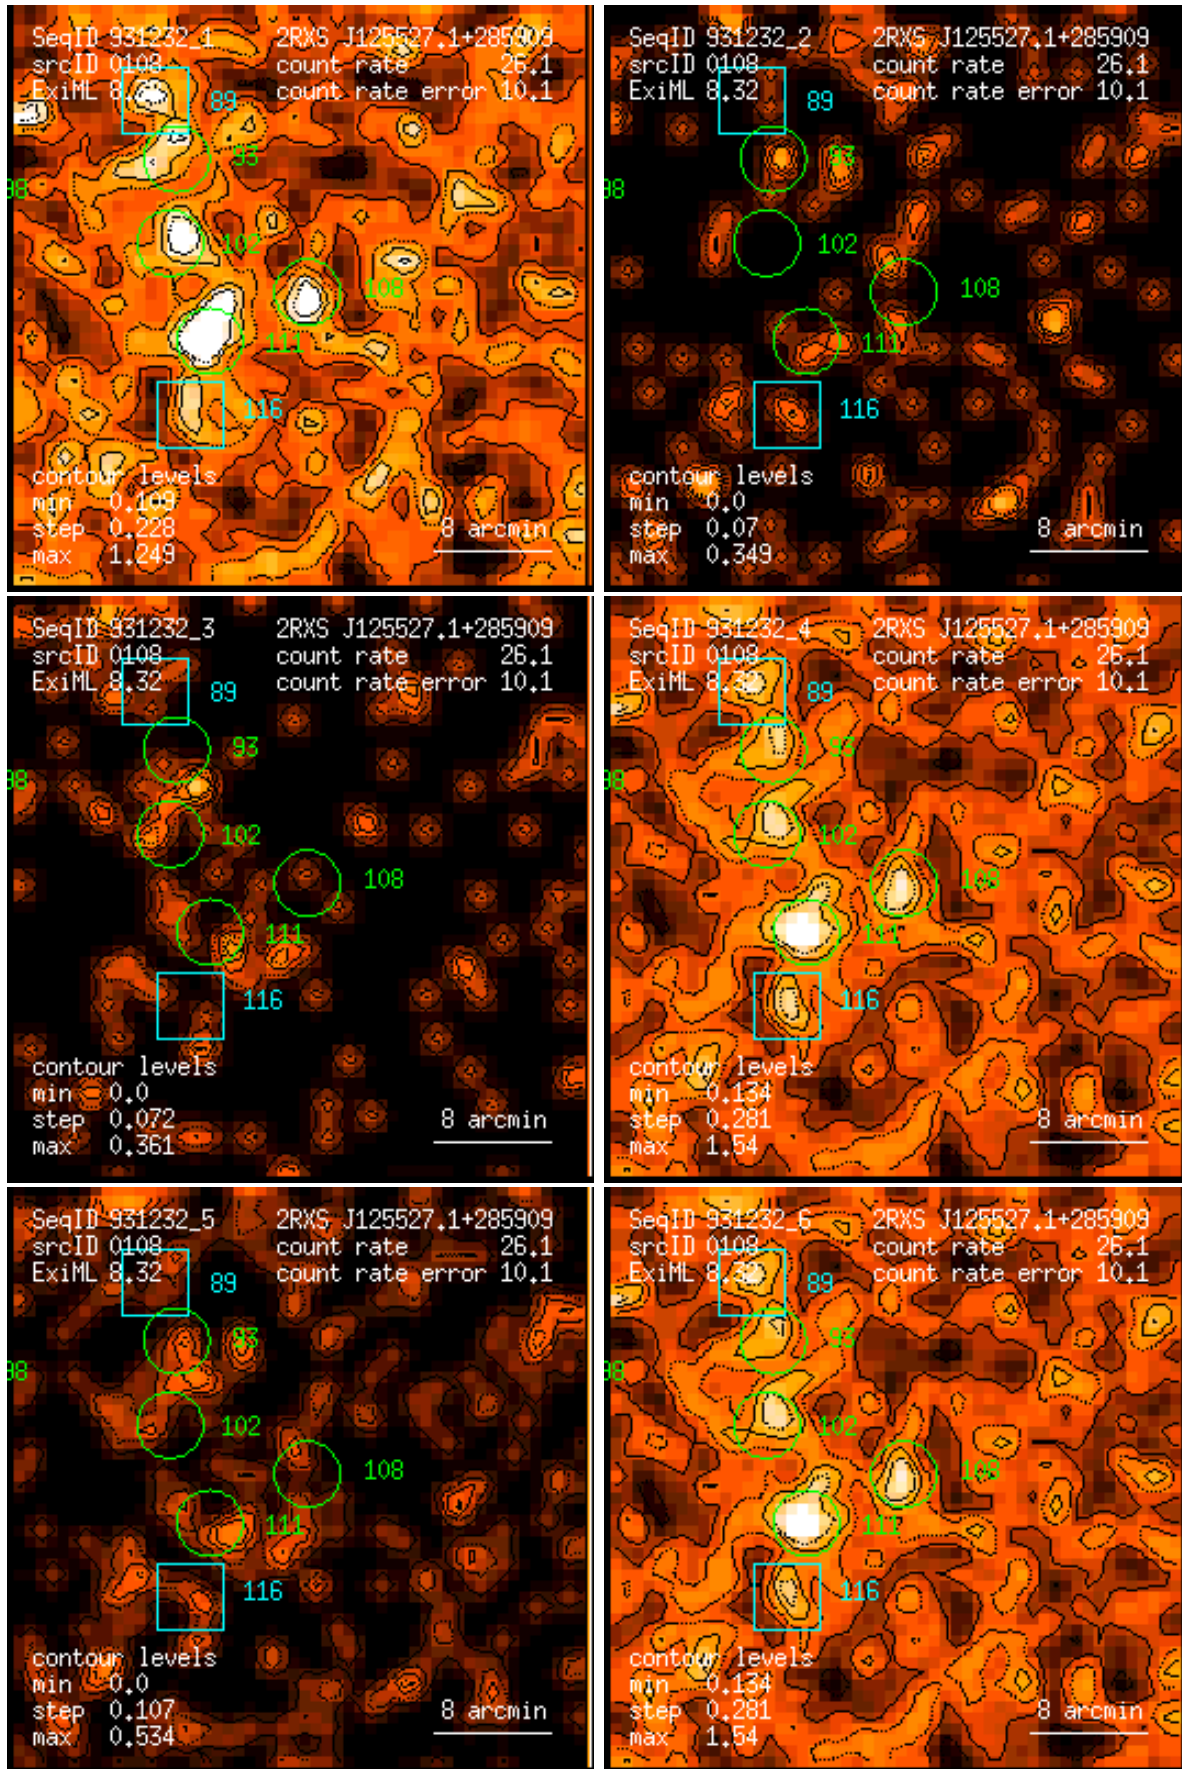 SeqID 931232_1 2RXS J125527.1+285909
srcID 0108 count rate 26.1
ExiML 8.32 count rate error 10.1
89
93
98
102
108
111
116
contour levels
min 0.109
step 0.228
max 1.249
8 arcmin
SeqID 931232_2 2RXS J125527.1+285909
srcID 0108 count rate 26.1
ExiML 8.32 count rate error 10.1
89
93
98
102
108
111
116
contour levels
min 0.0
step 0.07
max 0.349
8 arcmin
SeqID 931232_3 2RXS J125527.1+285909
srcID 0108 count rate 26.1
ExiML 8.32 count rate error 10.1
89
93
98
102
108
111
116
contour levels
min 0.0
step 0.072
max 0.361
8 arcmin
SeqID 931232_4 2RXS J125527.1+285909
srcID 0108 count rate 26.1
ExiML 8.32 count rate error 10.1
89
93
98
102
108
111
116
contour levels
min 0.134
step 0.281
max 1.54
8 arcmin
SeqID 931232_5 2RXS J125527.1+285909
srcID 0108 count rate 26.1
ExiML 8.32 count rate error 10.1
89
93
98
102
108
111
116
contour levels
min 0.0
step 0.107
max 0.534
8 arcmin
SeqID 931232_6 2RXS J125527.1+285909
srcID 0108 count rate 26.1
ExiML 8.32 count rate error 10.1
89
93
98
102
108
111
116
contour levels
min 0.134
step 0.281
max 1.54
8 arcmin